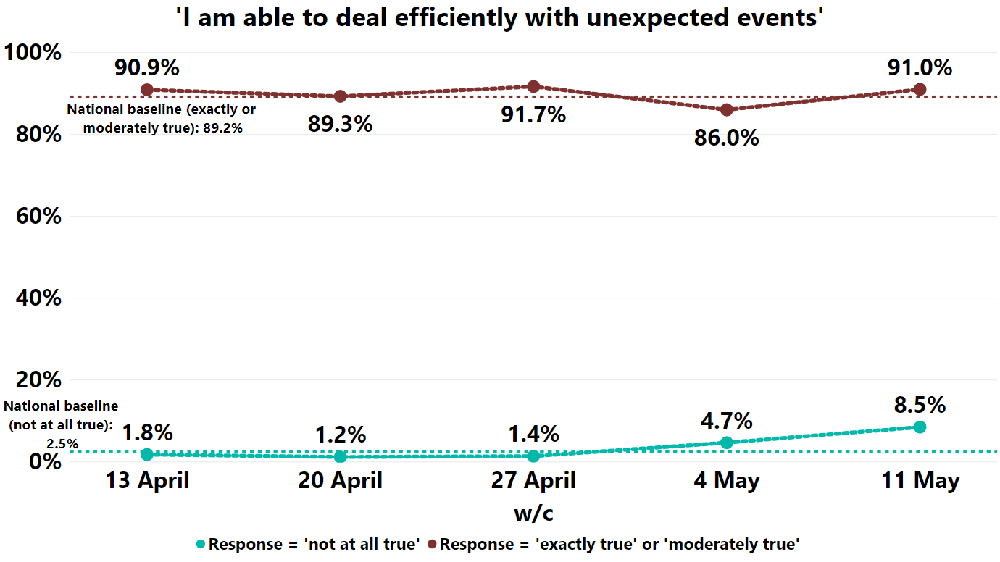 'I am able to deal efficiently with unexpected events'
100%
90.9%
91.0%
National baseline (exactly or
moderately true): 89.2%
89.3%
91.7%
80%
86.0%
60%
40%
20%
National baseline
(not at all true):
2.5%
1.8%
1.2%
1.4%
4.7%
8.5%
0%
13 April
20 April
27 April
4 May
11 May
w/c
Response = 'not at all true'
Response = 'exactly true' or 'moderately true'